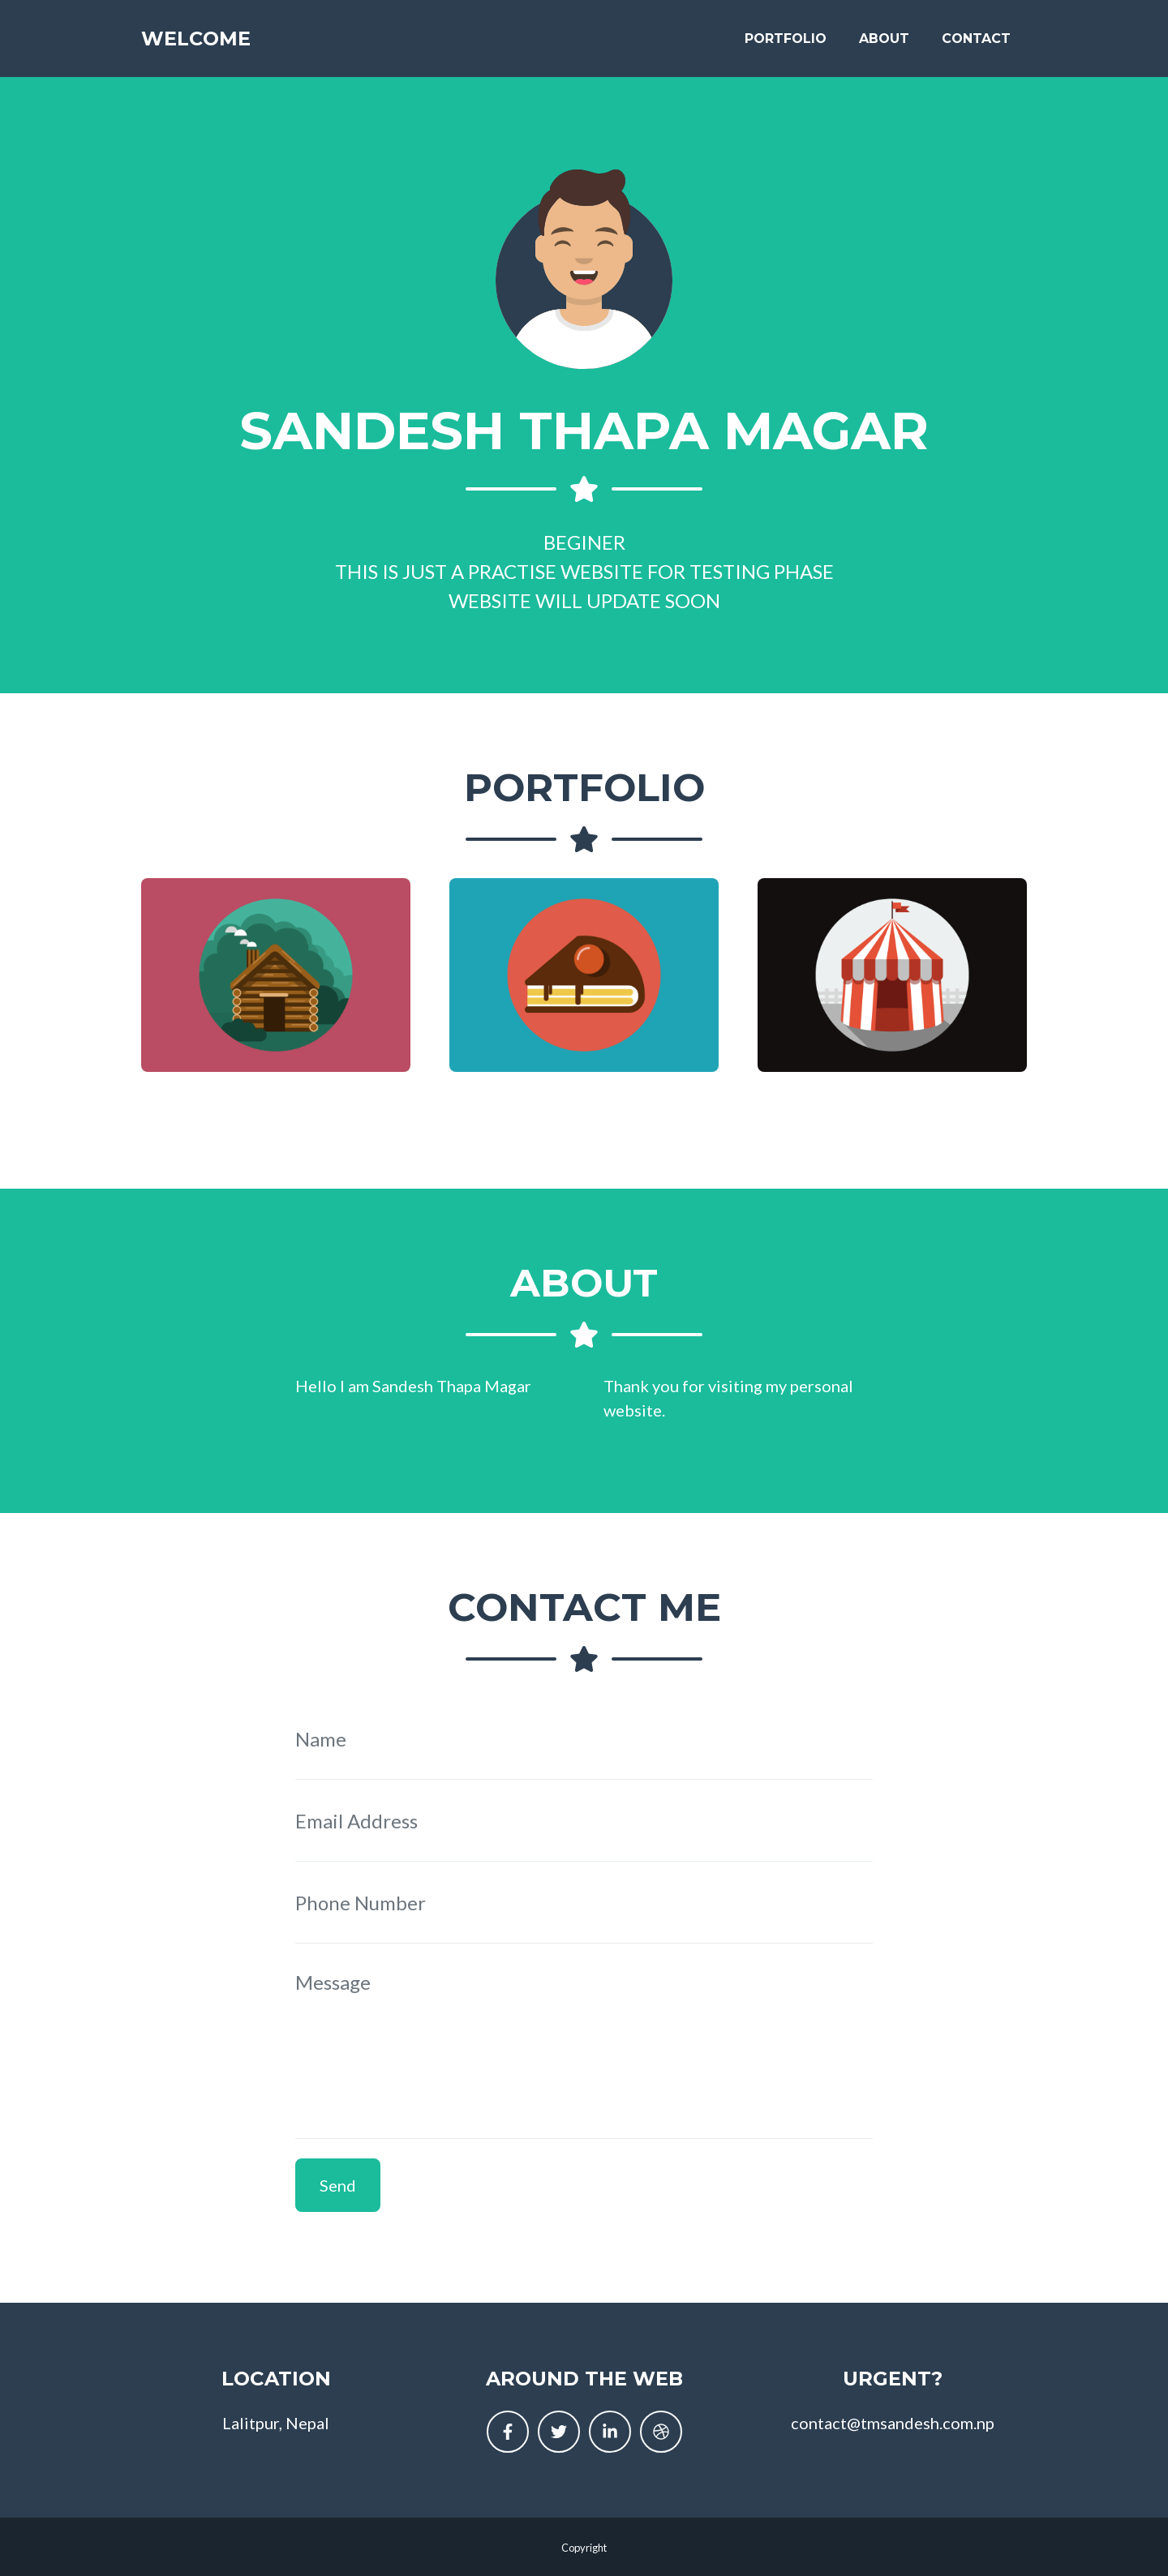 WELCOME
PORTFOLIO
ABOUT
CONTACT
SANDESH THAPA MAGAR
BEGINER
THIS IS JUST A PRACTISE WEBSITE FOR TESTING PHASE
WEBSITE WILL UPDATE SOON
PORTFOLIO
ABOUT
Hello I am Sandesh Thapa Magar
Thank you for visiting my personal
website.
CONTACT ME
Name
Email Address
Phone Number
Message
Send
LOCATION
Lalitpur, Nepal
AROUND THE WEB
URGENT?
contact@tmsandesh.com.np
Copyright